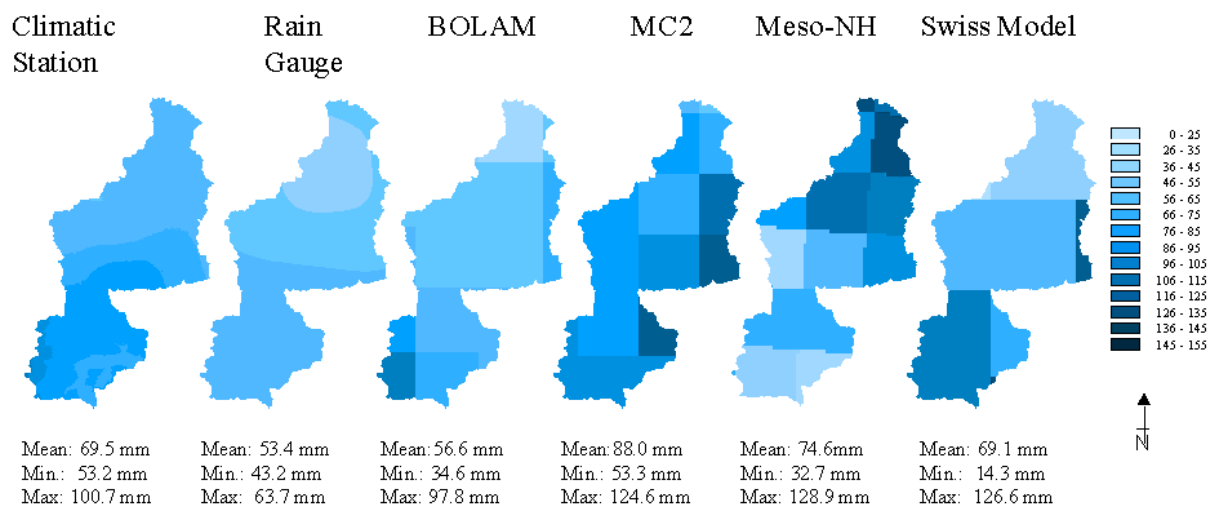 Climatic Station
Rain Gauge
BOLAM
MC2
Meso-NH
Swiss Model
0 - 25
26 - 35
36 - 45
46 - 55
56 - 65
66 - 75
76 - 85
86 - 95
96 - 105
106 - 115
116 - 125
126 - 135
136 - 145
145 - 155
N
Mean: 69.5 mm
Min.: 53.2 mm
Max: 100.7 mm
Mean: 53.4 mm
Min.: 43.2 mm
Max: 63.7 mm
Mean: 56.6 mm
Min.: 34.6 mm
Max: 97.8 mm
Mean: 88.0 mm
Min.: 53.3 mm
Max: 124.6 mm
Mean: 74.6mm
Min.: 32.7 mm
Max: 128.9 mm
Mean: 69.1 mm
Min.: 14.3 mm
Max: 126.6 mm